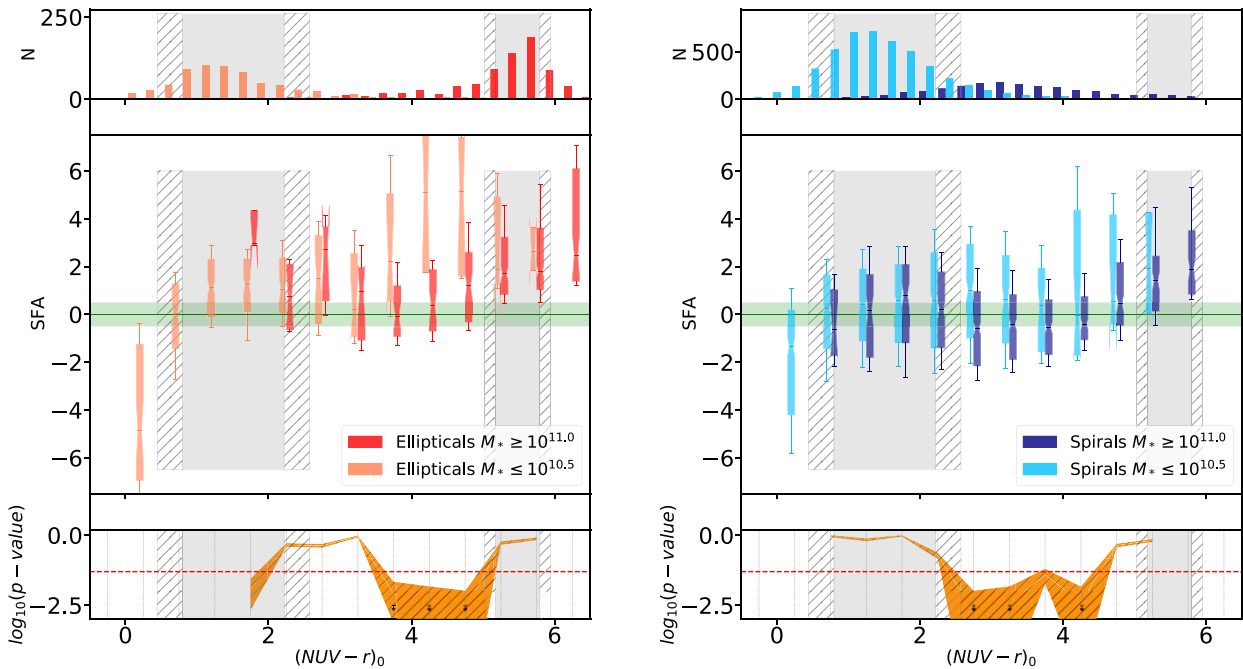 250
N
0
6
4
2
SFA
0
−2
−4
−6
Ellipticals M* ≥ 10^11.0
Ellipticals M* ≤ 10^10.5
0.0
−2.5
log10(p − value)
0 2 4 6
(NUV − r)0
500
N
0
6
4
2
SFA
0
−2
−4
−6
Spirals M* ≥ 10^11.0
Spirals M* ≤ 10^10.5
0.0
−2.5
log10(p − value)
0 2 4 6
(NUV − r)0